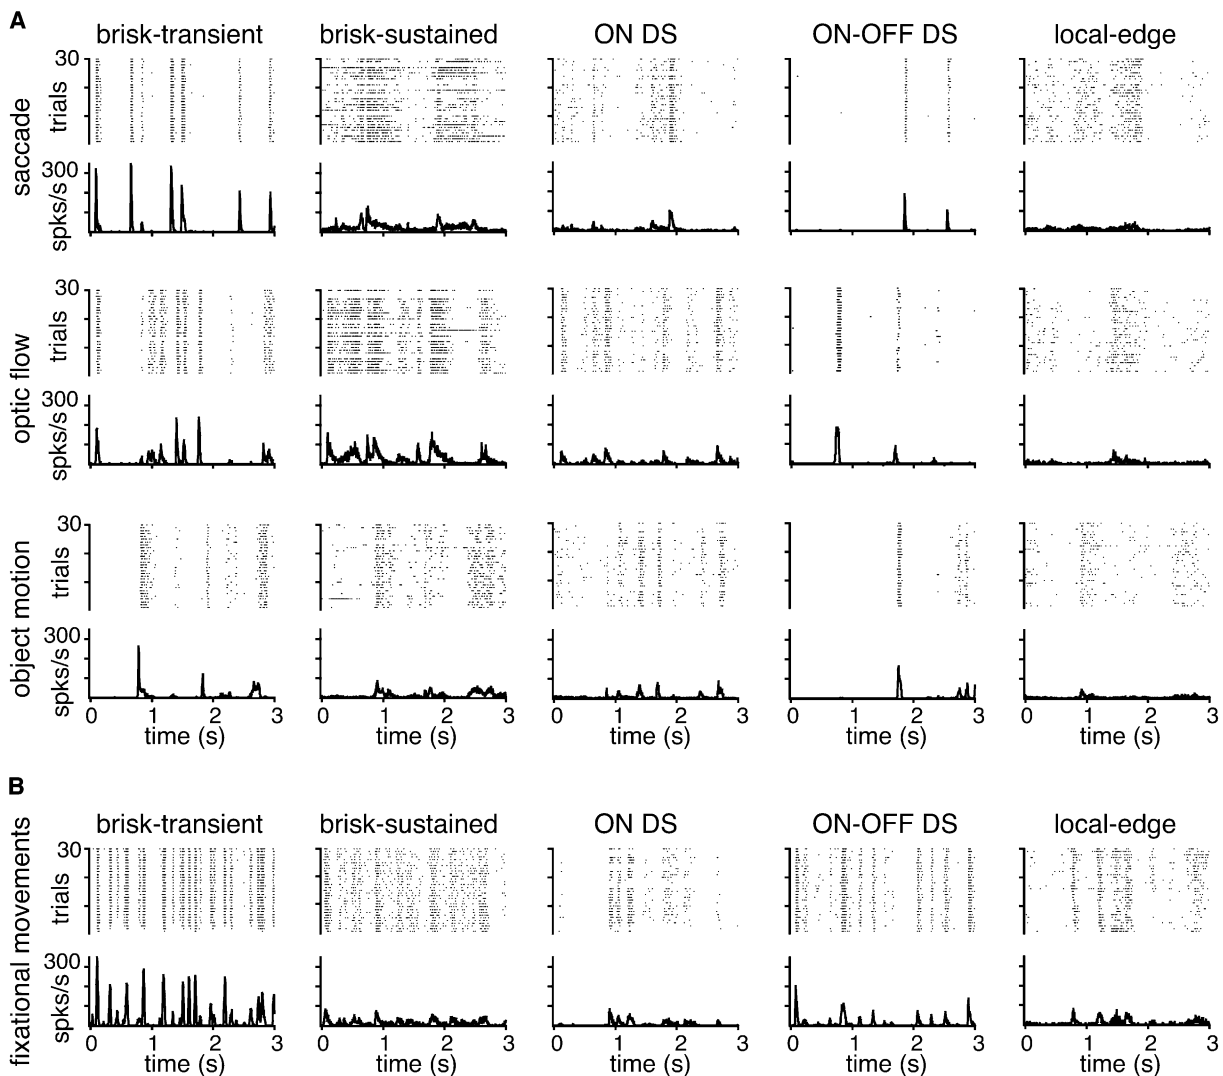 A
brisk-transient brisk-sustained ON DS ON-OFF DS local-edge
saccade
30
trials
300
spks/s
optic flow
30
trials
300
spks/s
object motion
30
trials
300
spks/s
0 1 2 3 0 1 2 3 0 1 2 3 0 1 2 3 0 1 2 3
time (s) time (s) time (s) time (s) time (s)
B
brisk-transient brisk-sustained ON DS ON-OFF DS local-edge
fixational movements
30
trials
300
spks/s
0 1 2 3 0 1 2 3 0 1 2 3 0 1 2 3 0 1 2 3
time (s) time (s) time (s) time (s) time (s)